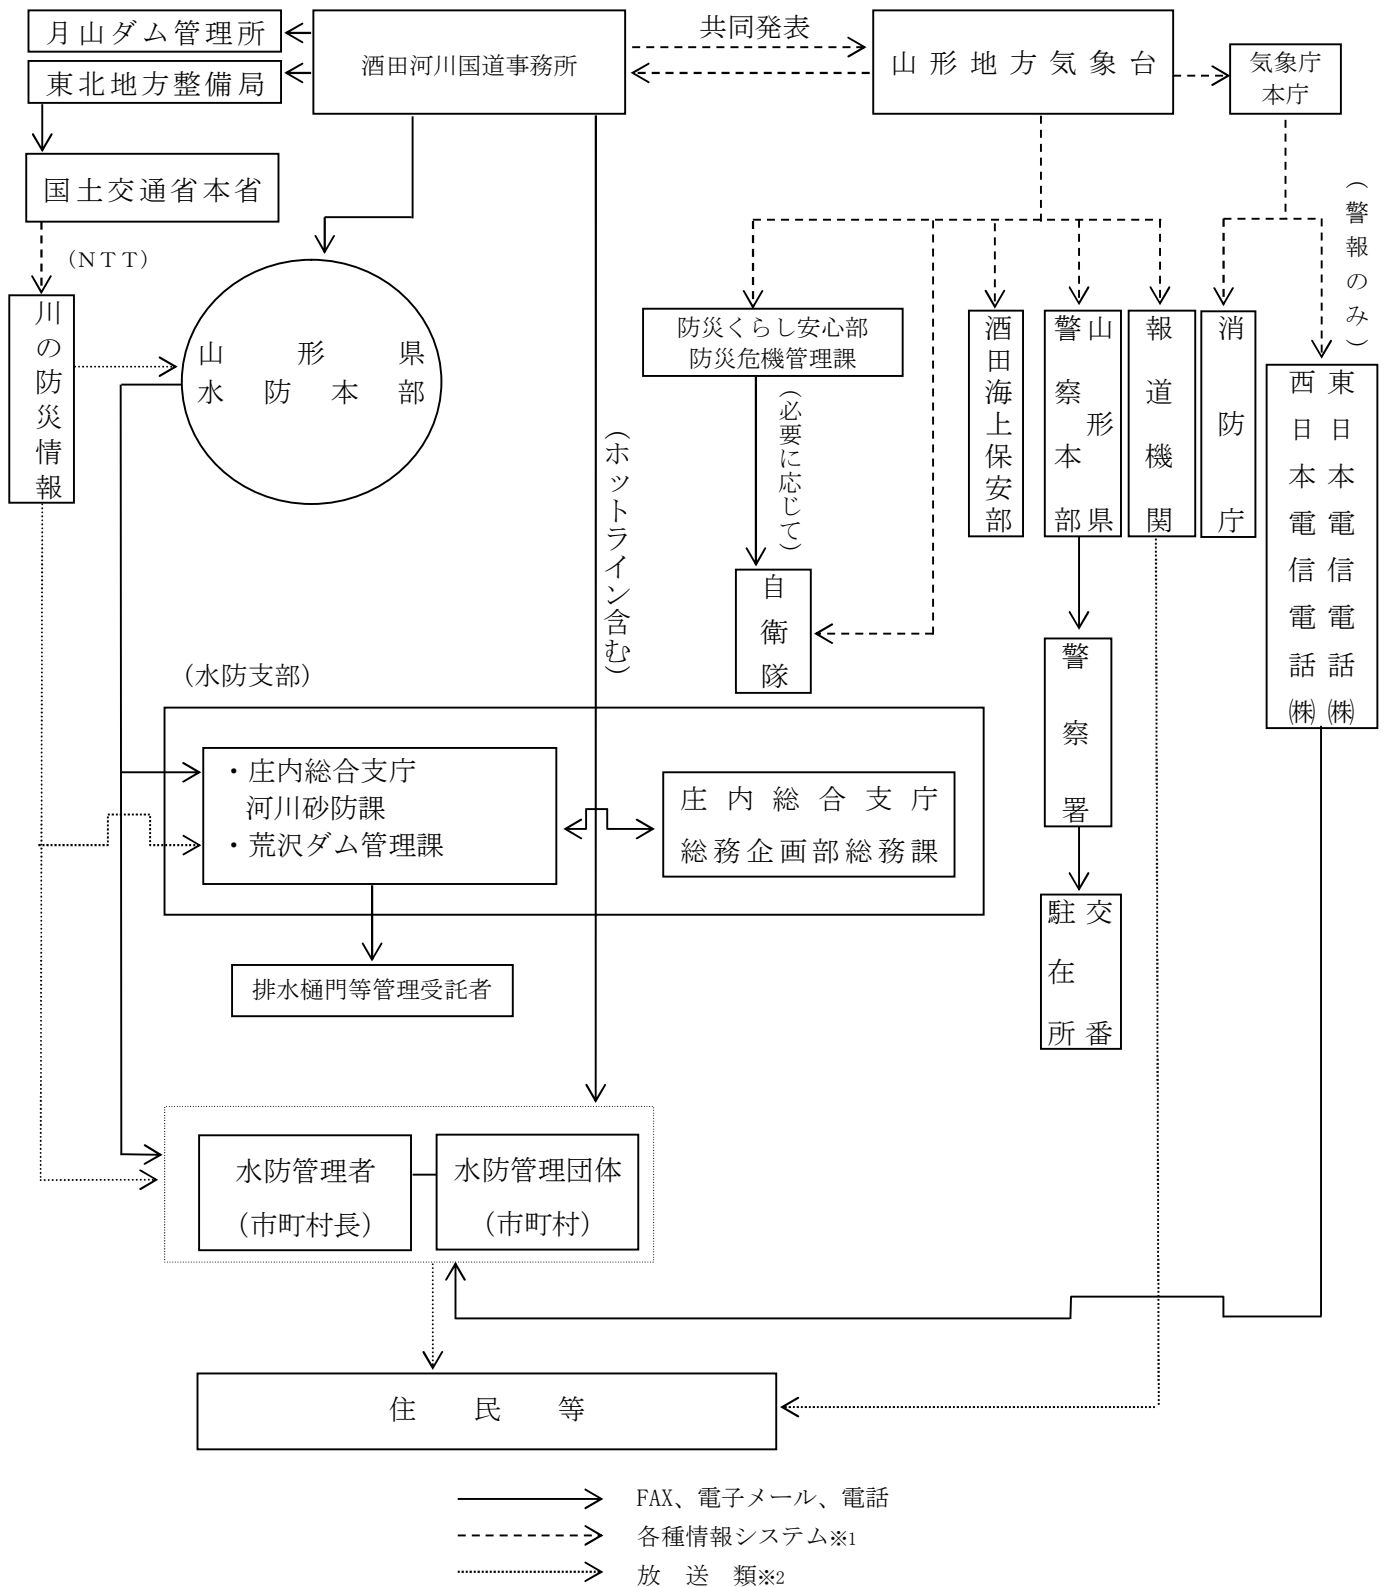 月山ダム管理所
東北地方整備局
酒田河川国道事務所
共同発表
山形地方気象台
気象庁
本庁
国土交通省本省
（NTT）
川の防災情報
山形県
水防本部
（ホットライン含む）
防災くらし安心部
防災危機管理課
（必要に応じて）
自衛隊
酒田海上保安部
山形県
警察本部
報道機関
消防庁
（警報のみ）
東日本電信電話㈱
西日本電信電話㈱
警察署
交番
駐在所
（水防支部）
・庄内総合支庁
河川砂防課
・荒沢ダム管理課
庄内総合支庁
総務企画部総務課
排水樋門等管理受託者
水防管理者
（市町村長）
水防管理団体
（市町村）
住民等
FAX、電子メール、電話
各種情報システム※1
放送類※2